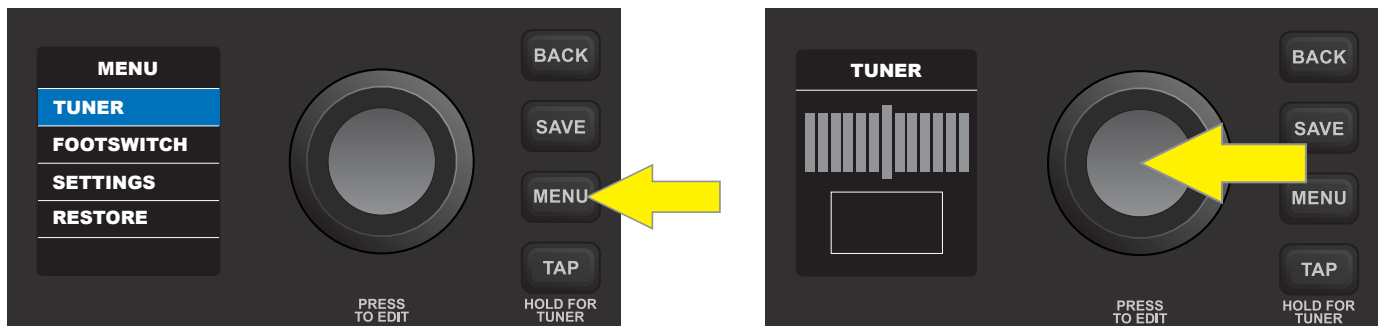 MENU
TUNER
FOOTSWITCH
SETTINGS
RESTORE
BACK
SAVE
MENU
TAP
PRESS
TO EDIT
HOLD FOR
TUNER
TUNER
BACK
SAVE
MENU
TAP
PRESS
TO EDIT
HOLD FOR
TUNER